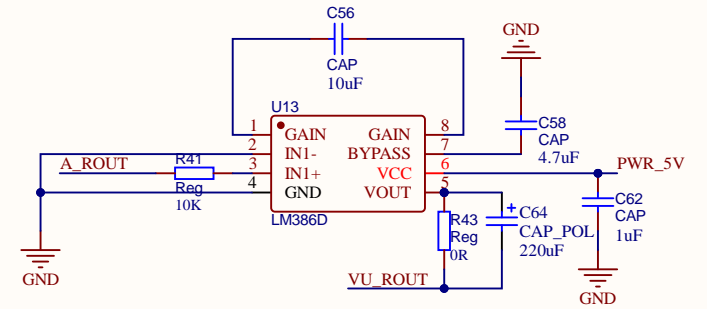 C56
CAP
10uF
GND
U13
1
GAIN
GAIN
8
C58
CAP
4.7uF
2
IN1-
BYPASS
7
A_ROUT
R41
3
IN1+
VCC
6
PWR_5V
Reg
10K
4
GND
VOUT
5
LM386D
C62
CAP
1uF
R43
Reg
0R
+
C64
CAP_POL
220uF
GND
VU_ROUT
GND